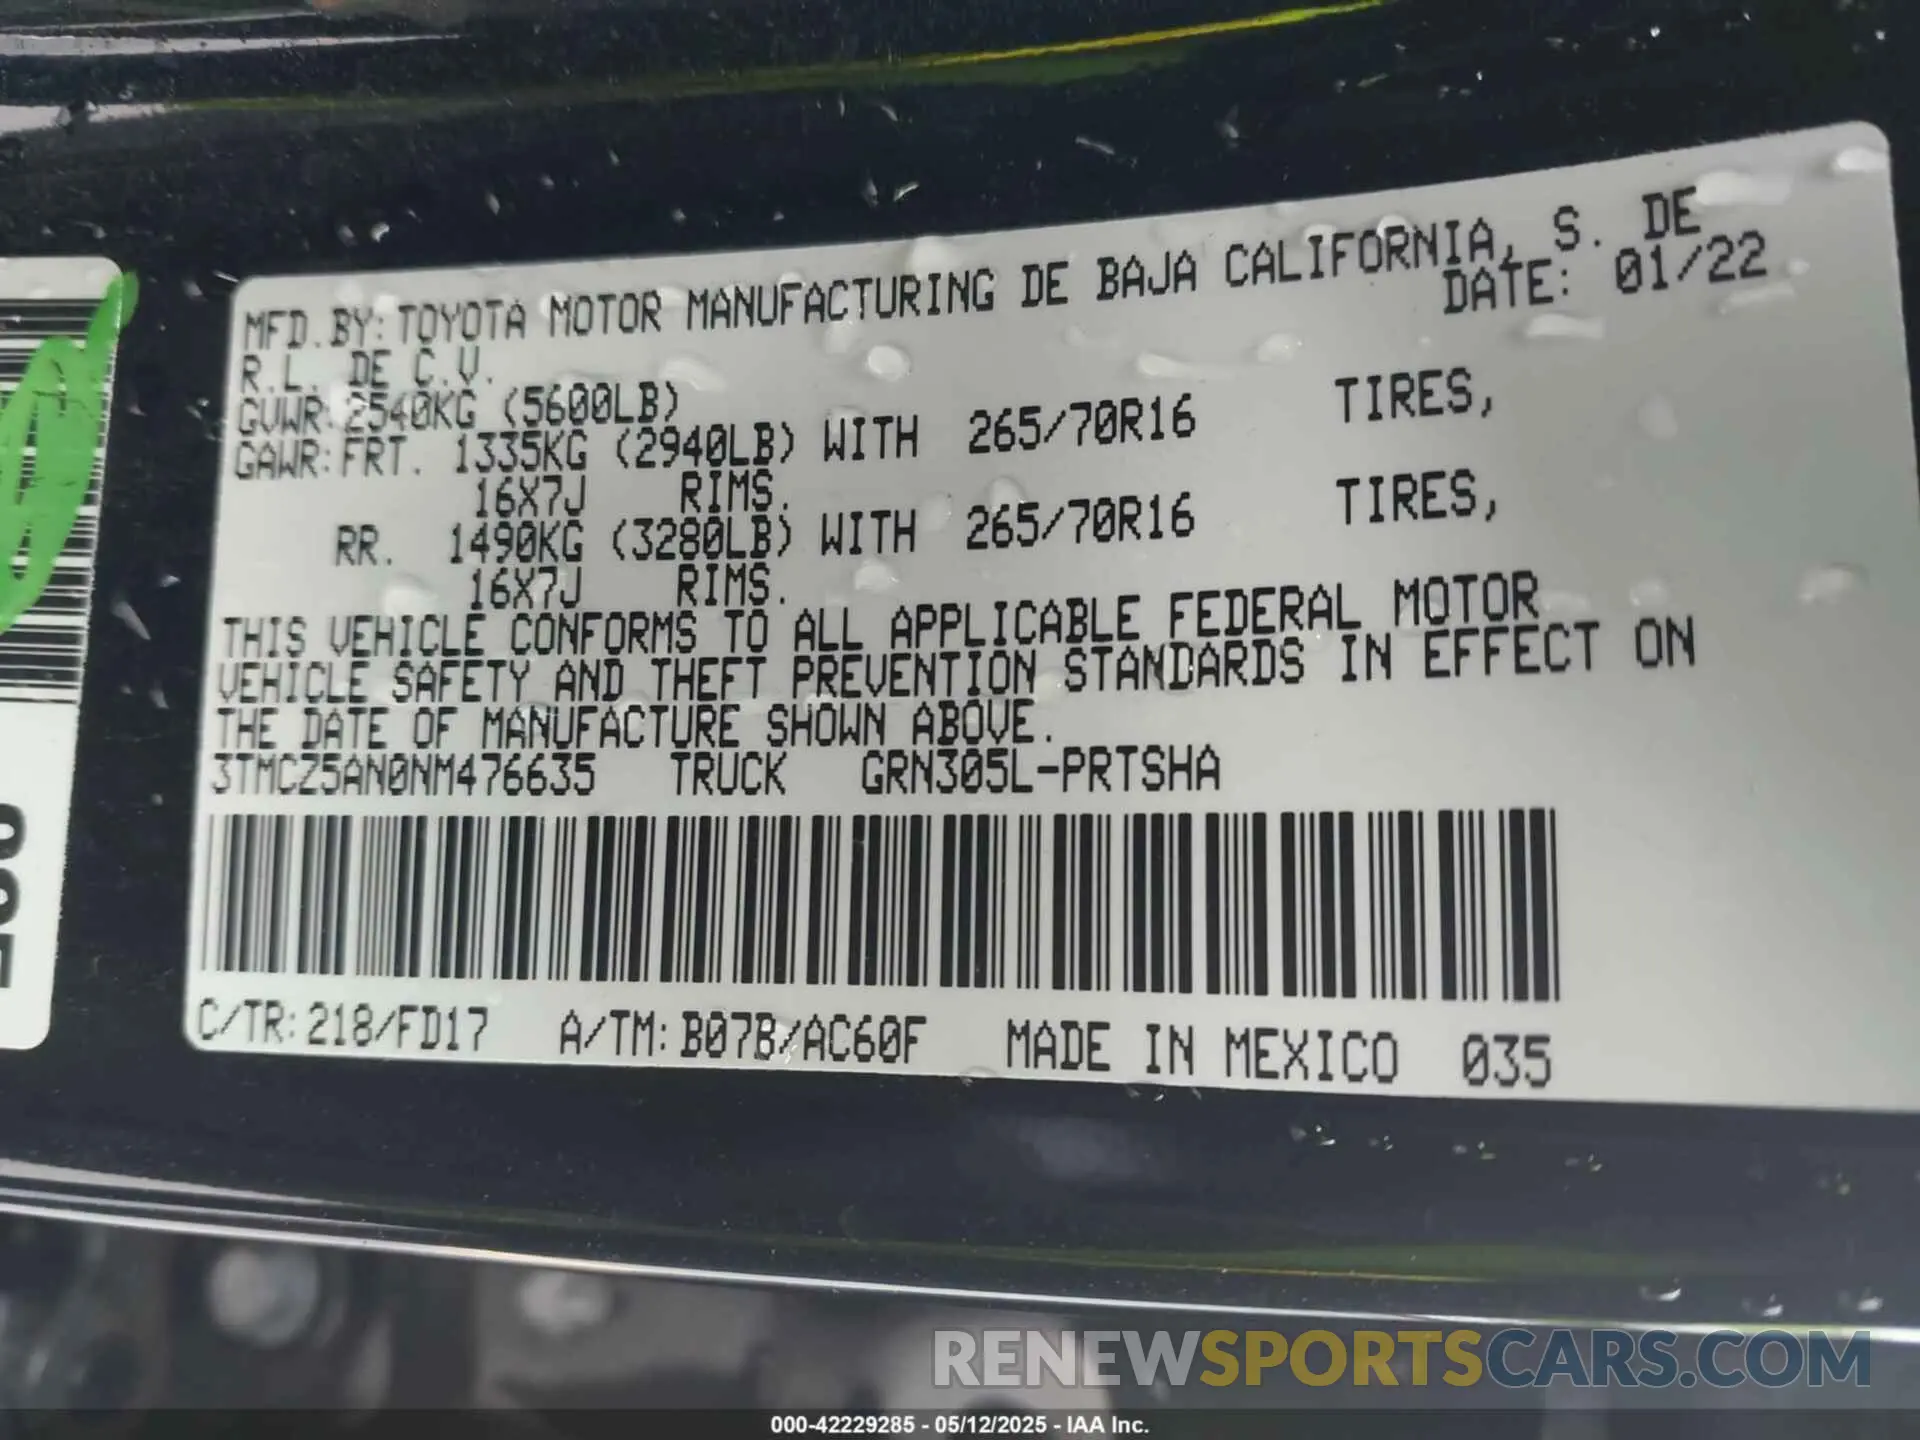 MFD.BY:TOYOTA MOTOR MANUFACTURING DE BAJA CALIFORNIA, S. DE
R.L. DE C.V. DATE: 01/22
GVWR:2540KG (5600LB)
GAWR:FRT. 1335KG (2940LB) WITH 265/70R16 TIRES,
16X7J RIMS.
RR. 1490KG (3280LB) WITH 265/70R16 TIRES,
16X7J RIMS.
THIS VEHICLE CONFORMS TO ALL APPLICABLE FEDERAL MOTOR
VEHICLE SAFETY AND THEFT PREVENTION STANDARDS IN EFFECT ON
THE DATE OF MANUFACTURE SHOWN ABOVE.
3TMCZ5AN0NM476635 TRUCK GRN305L-PRTSHA
C/TR:218/FD17 A/TM:B07B/AC60F MADE IN MEXICO 035
RENEWSPORTSCARS.COM
000-42229285 - 05/12/2025 - IAA Inc.